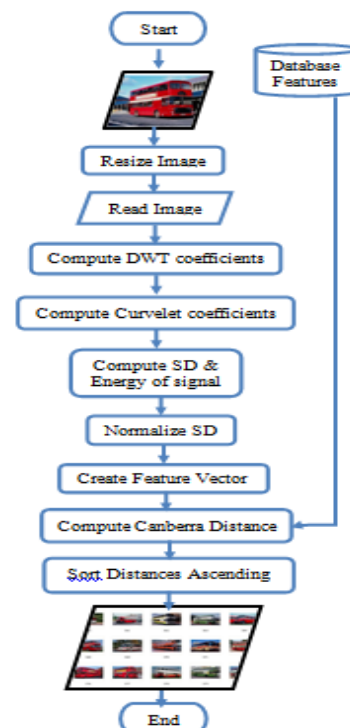 Start
Database
Features
Resize Image
Read Image
Compute DWT coefficients
Compute Curvelet coefficients
Compute SD &
Energy of signal
Normalize SD
Create Feature Vector
Compute Canberra Distance
Sort Distances Ascending
End